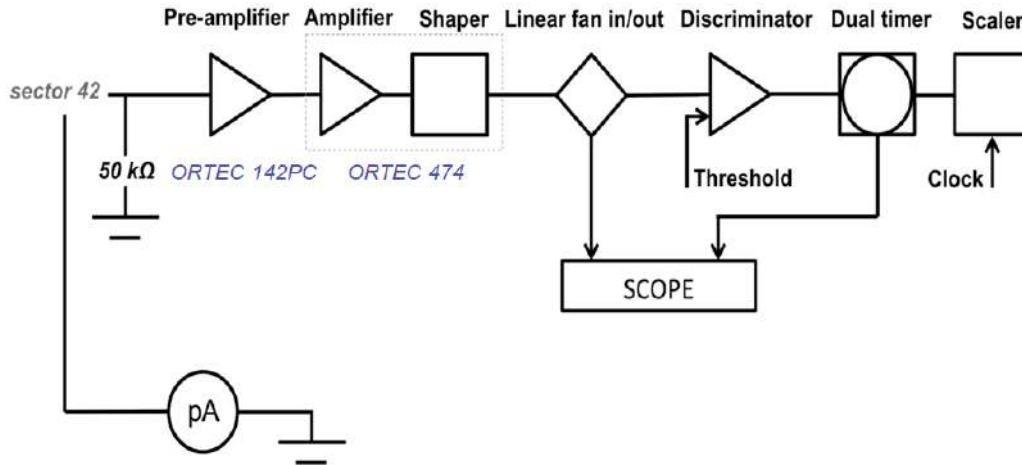 Pre-amplifier Amplifier Shaper Linear fan in/out Discriminator Dual timer Scaler
sector 42
50 kΩ ORTEC 142PC ORTEC 474 Threshold Clock
SCOPE
pA